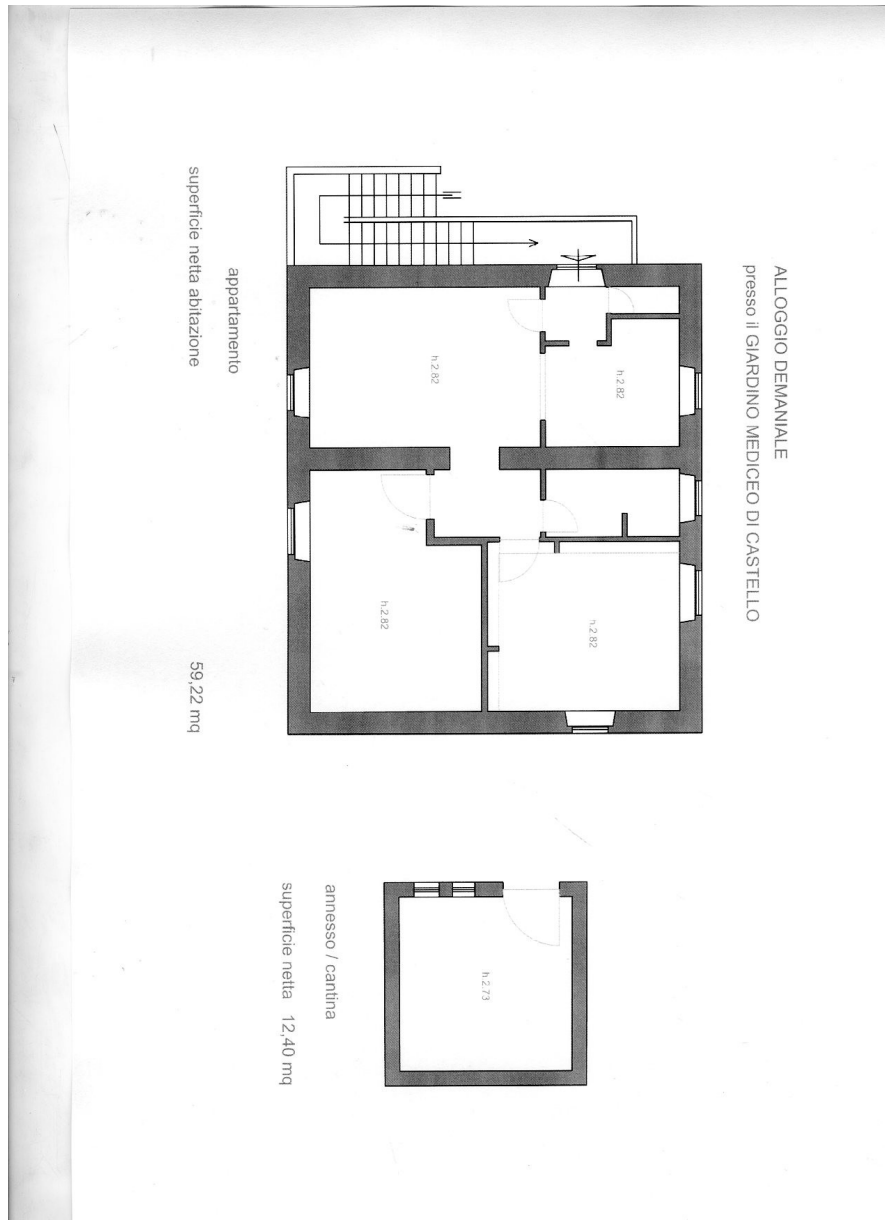 ALLOGGIO DEMANIALE
presso il GIARDINO MEDICEO DI CASTELLO
h.2.82
h.2.82
h.2.82
h.2.82
h.2.73
appartamento
superficie netta abitazione 59,22 mq
annesso / cantina
superficie netta 12,40 mq